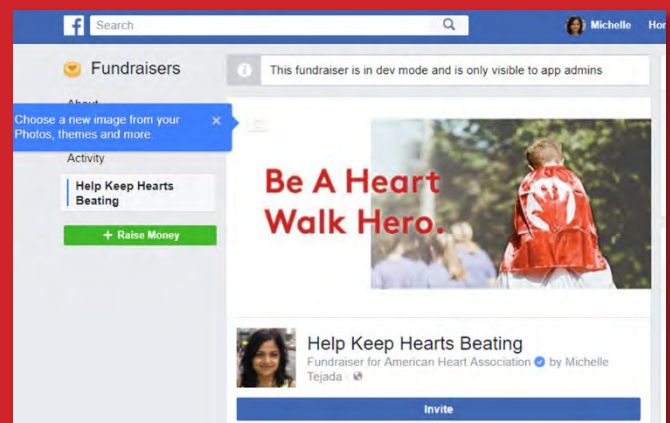 f Search
Michelle
Fundraisers
This fundraiser is in dev mode and is only visible to app admins
About
Choose a new image from your
Photos, themes and more.
Activity
Help Keep Hearts
Beating
+ Raise Money
Be A Heart
Walk Hero.
Help Keep Hearts Beating
Fundraiser for American Heart Association by Michelle
Tejada ·
Invite